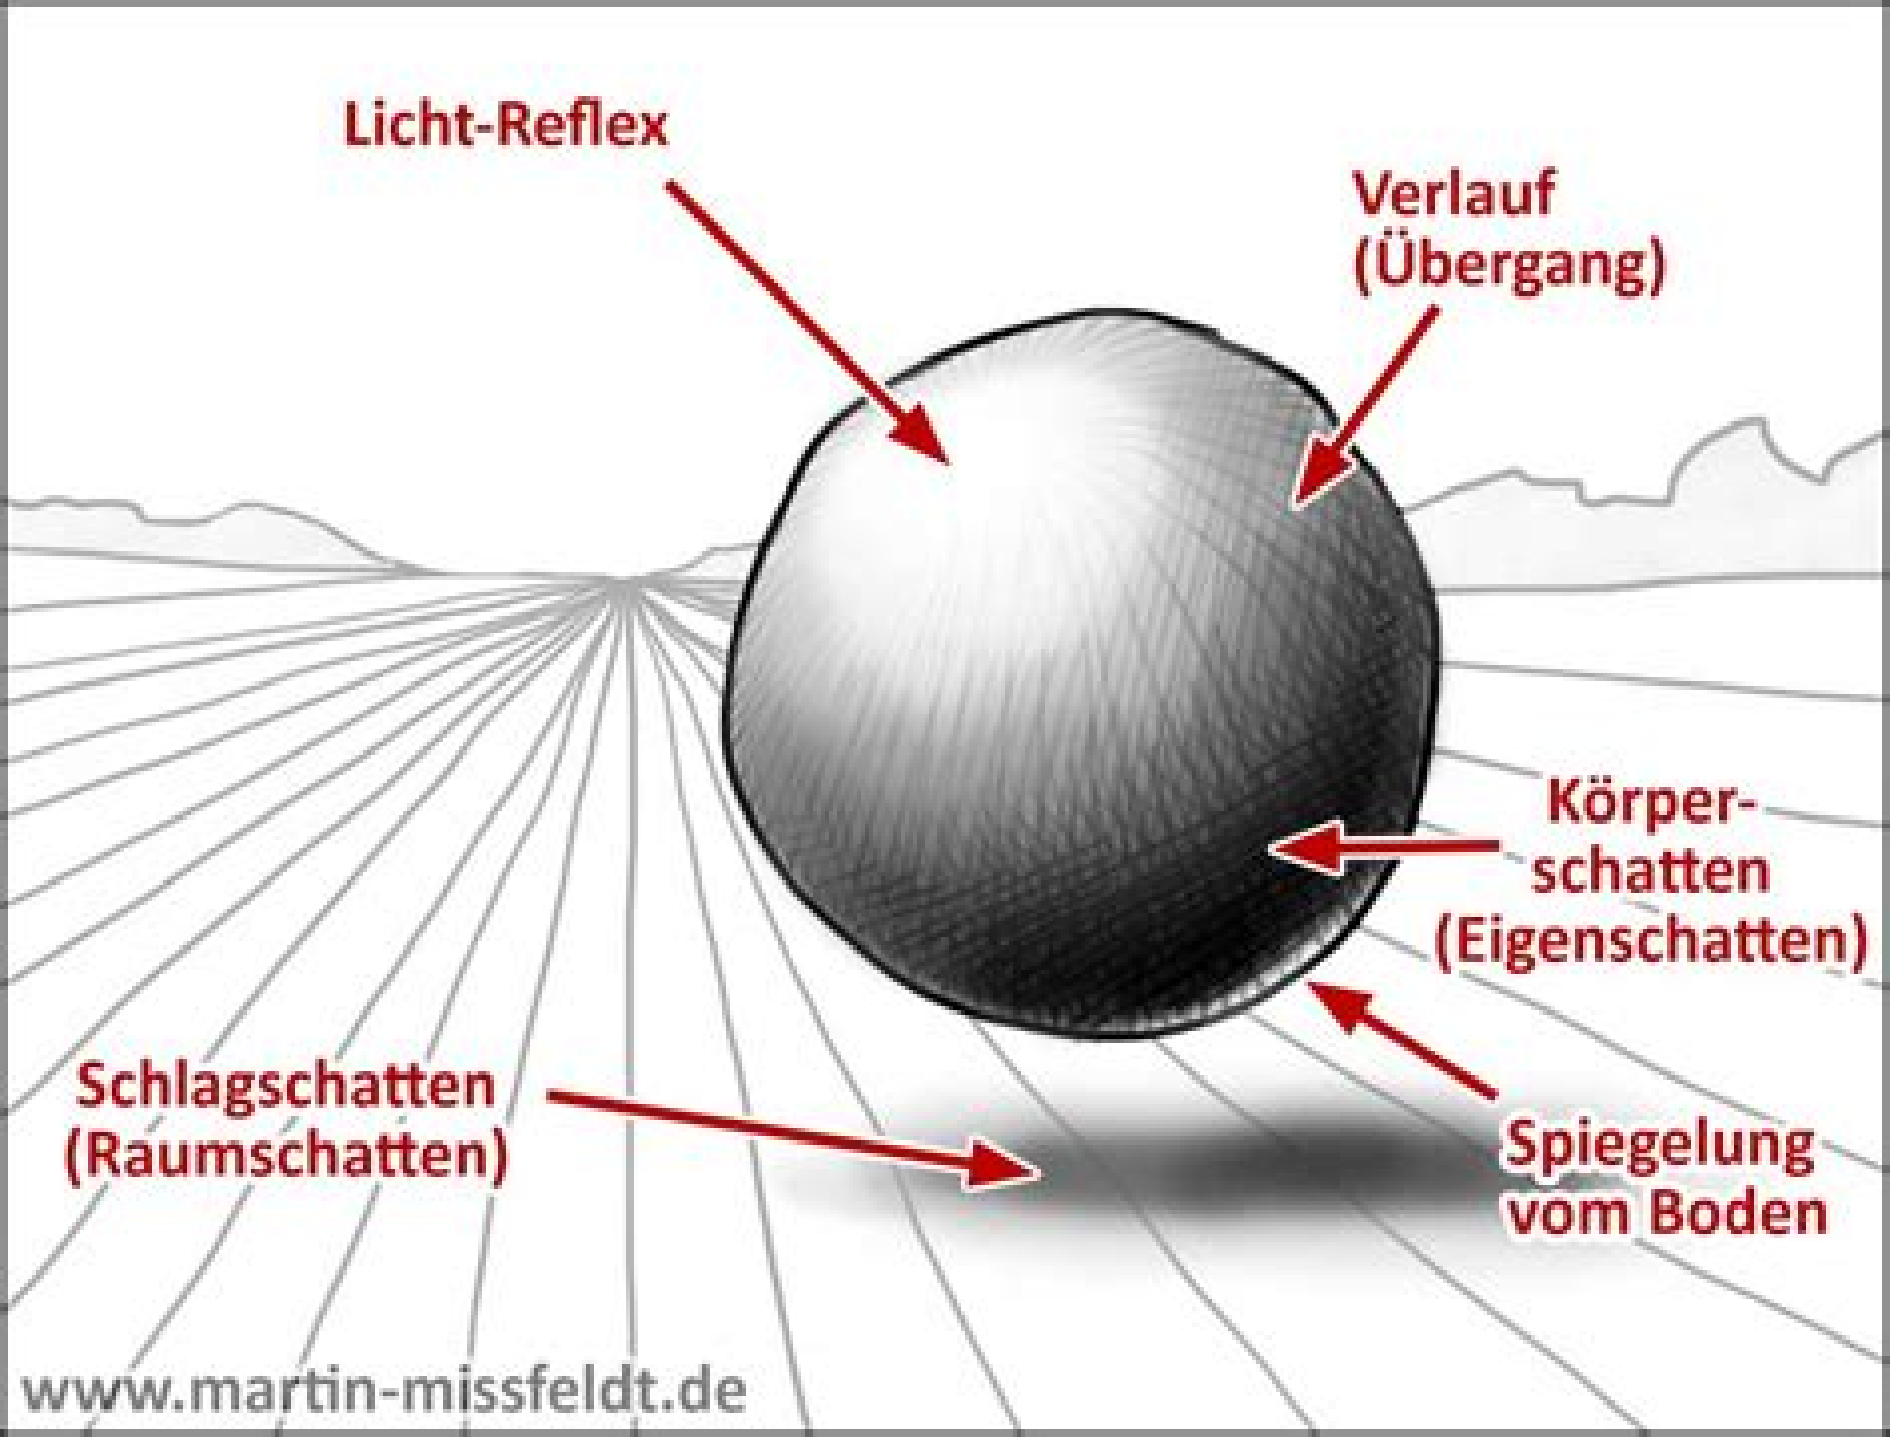 Licht-Reflex
Verlauf
(Übergang)
Körper-
schatten
(Eigenschatten)
Schlagschatten
(Raumschatten)
Spiegelung
vom Boden
www.martin-missfeldt.de